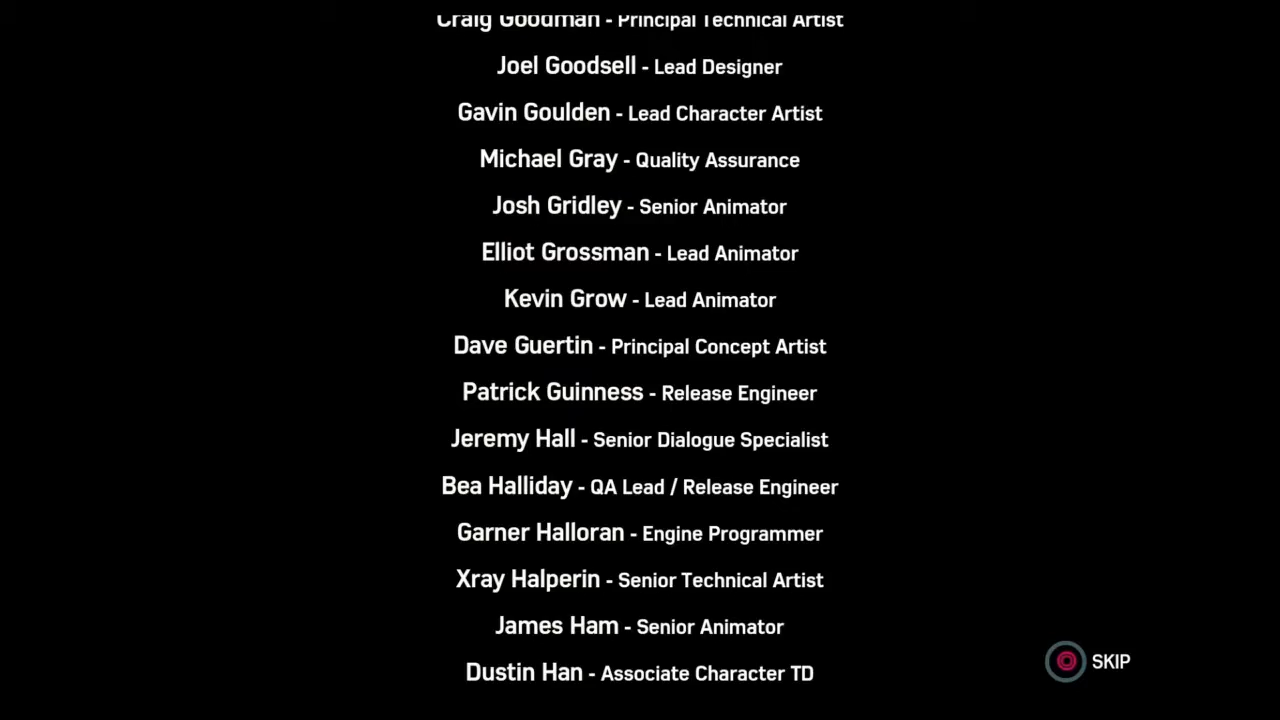 Craig Goodman - Principal Technical Artist
Joel Goodsell - Lead Designer
Gavin Goulden - Lead Character Artist
Michael Gray - Quality Assurance
Josh Gridley - Senior Animator
Elliot Grossman - Lead Animator
Kevin Grow - Lead Animator
Dave Guertin - Principal Concept Artist
Patrick Guinness - Release Engineer
Jeremy Hall - Senior Dialogue Specialist
Bea Halliday - QA Lead / Release Engineer
Garner Halloran - Engine Programmer
Xray Halperin - Senior Technical Artist
James Ham - Senior Animator
Dustin Han - Associate Character TD
SKIP